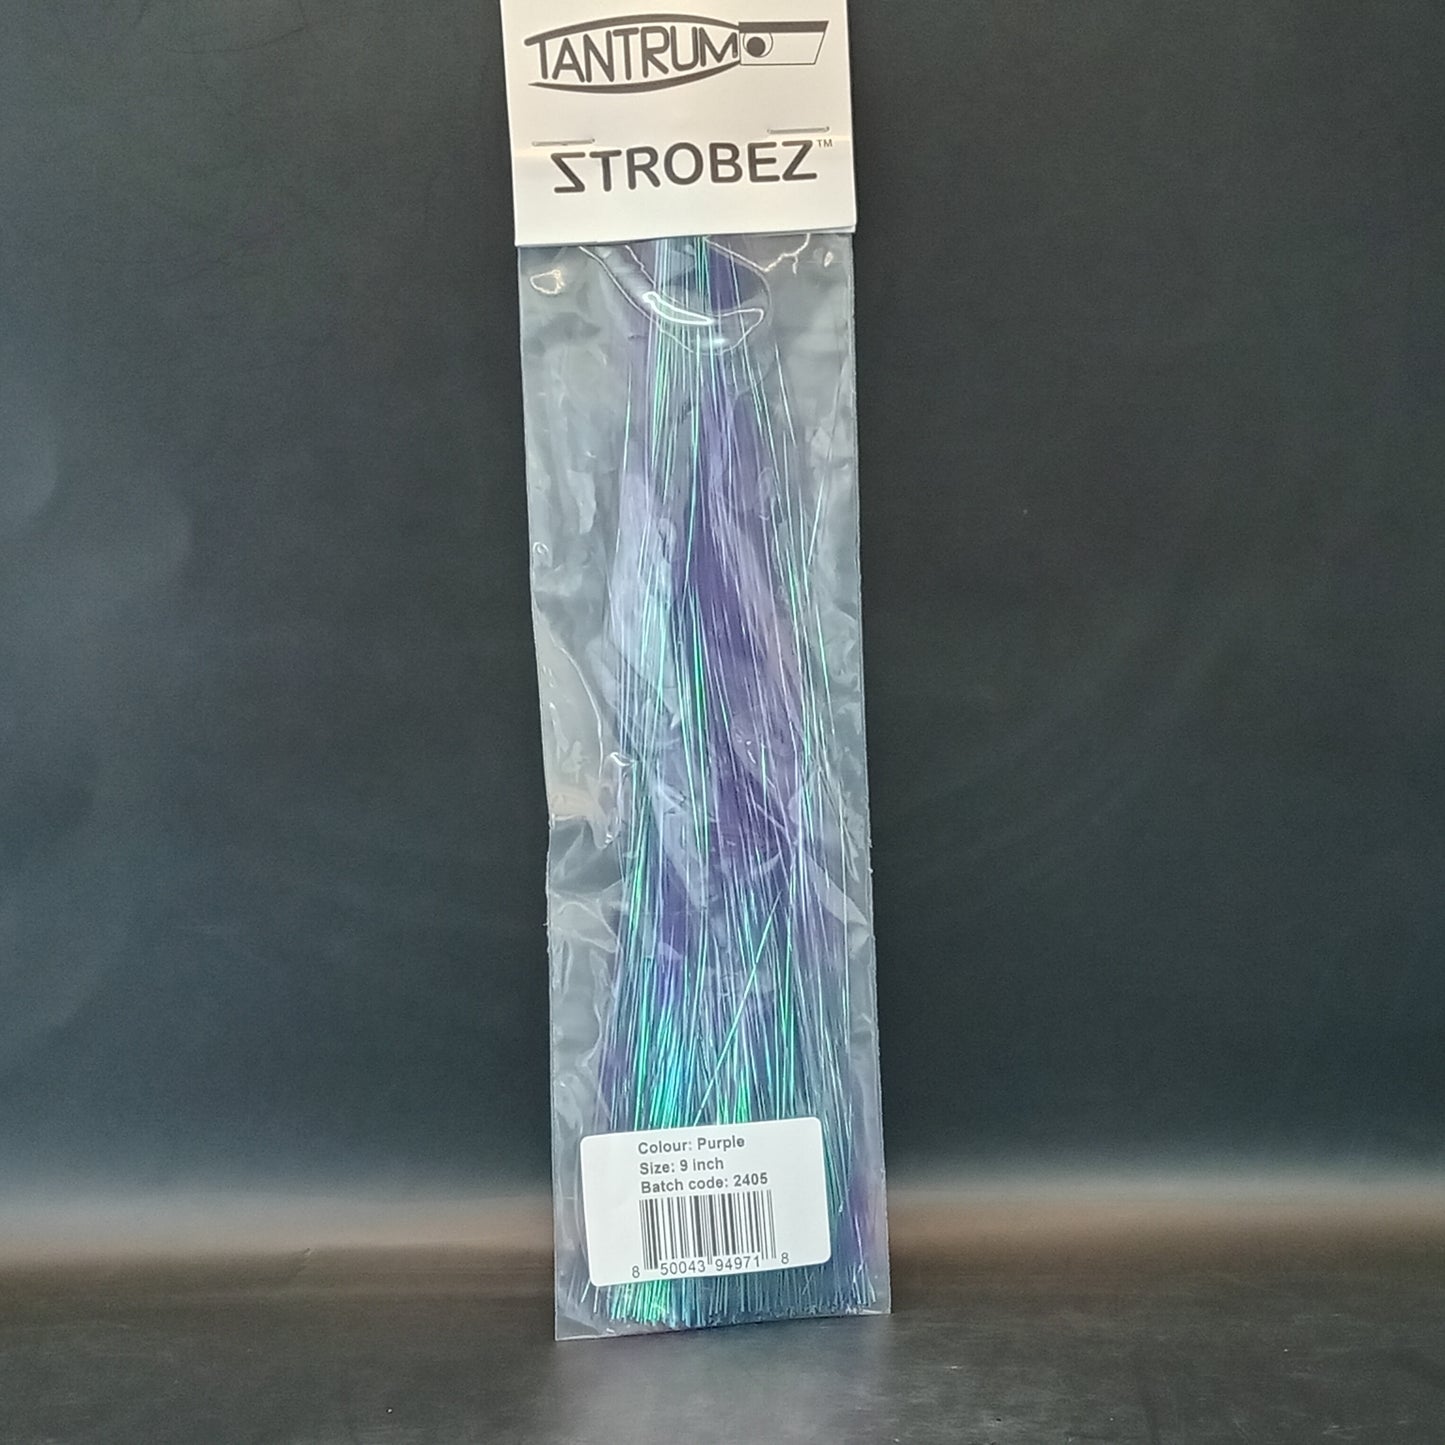 TANTRUM
STROBEZ™
Colour: Purple
Size: 9 inch
Batch code: 2405
8 50043 94971 8